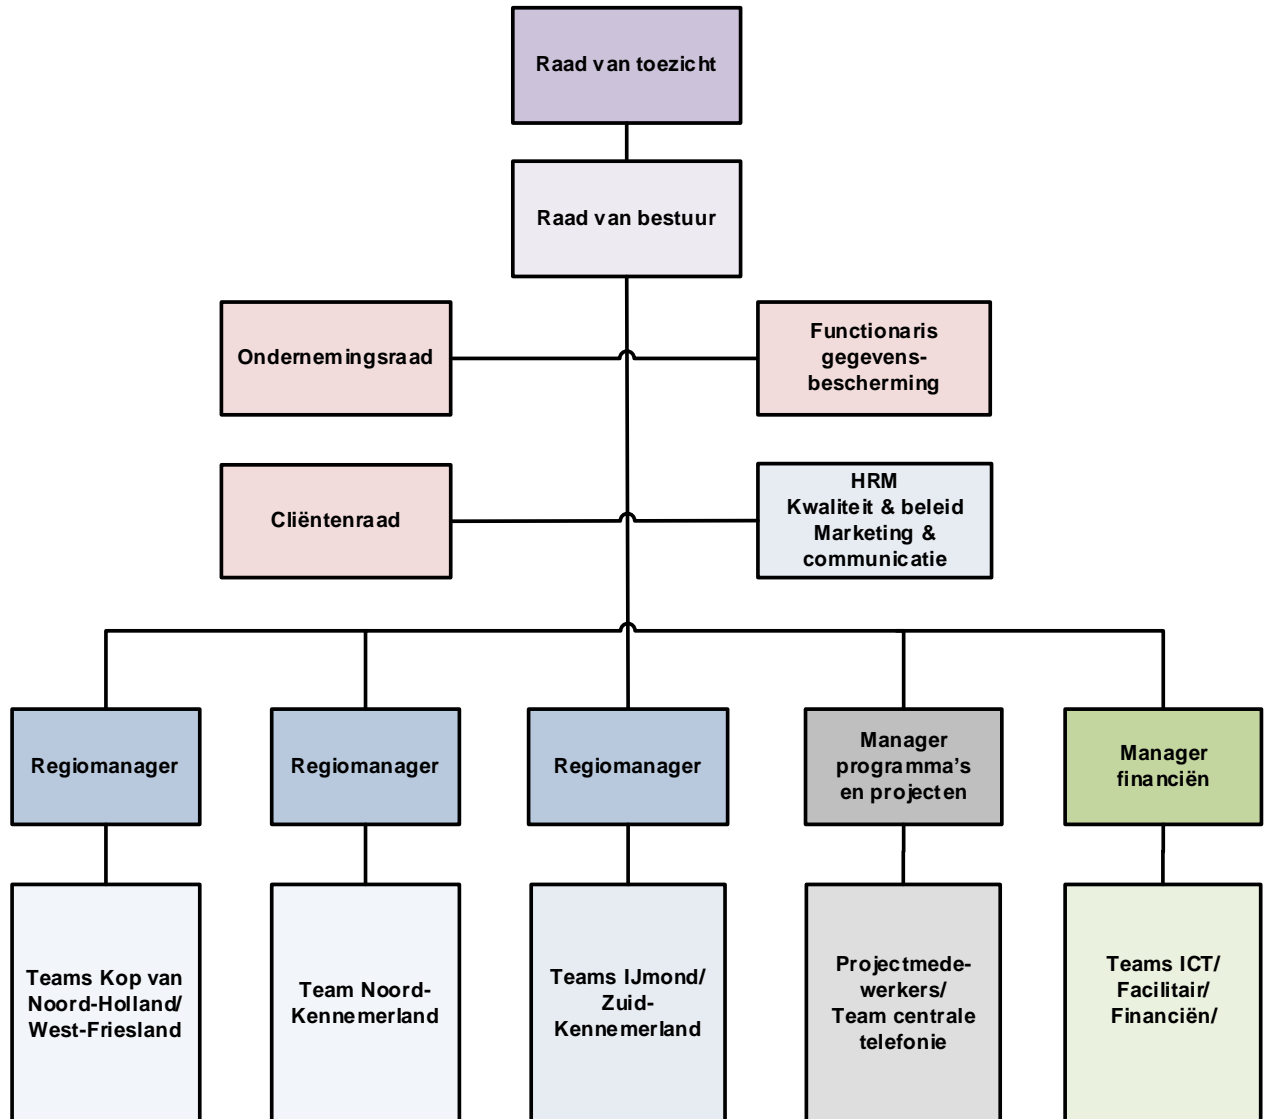 Raad van toezicht
Raad van bestuur
Ondernemingsraad
Functionaris
gegevens-
bescherming
Cliëntenraad
HRM
Kwaliteit & beleid
Marketing &
communicatie
Regiomanager
Regiomanager
Regiomanager
Manager
programma's
en projecten
Manager
financiën
Teams Kop van
Noord-Holland/
West-Friesland
Team Noord-
Kennemerland
Teams IJmond/
Zuid-
Kennemerland
Projectmede-
werkers/
Team centrale
telefonie
Teams ICT/
Facilitair/
Financiën/